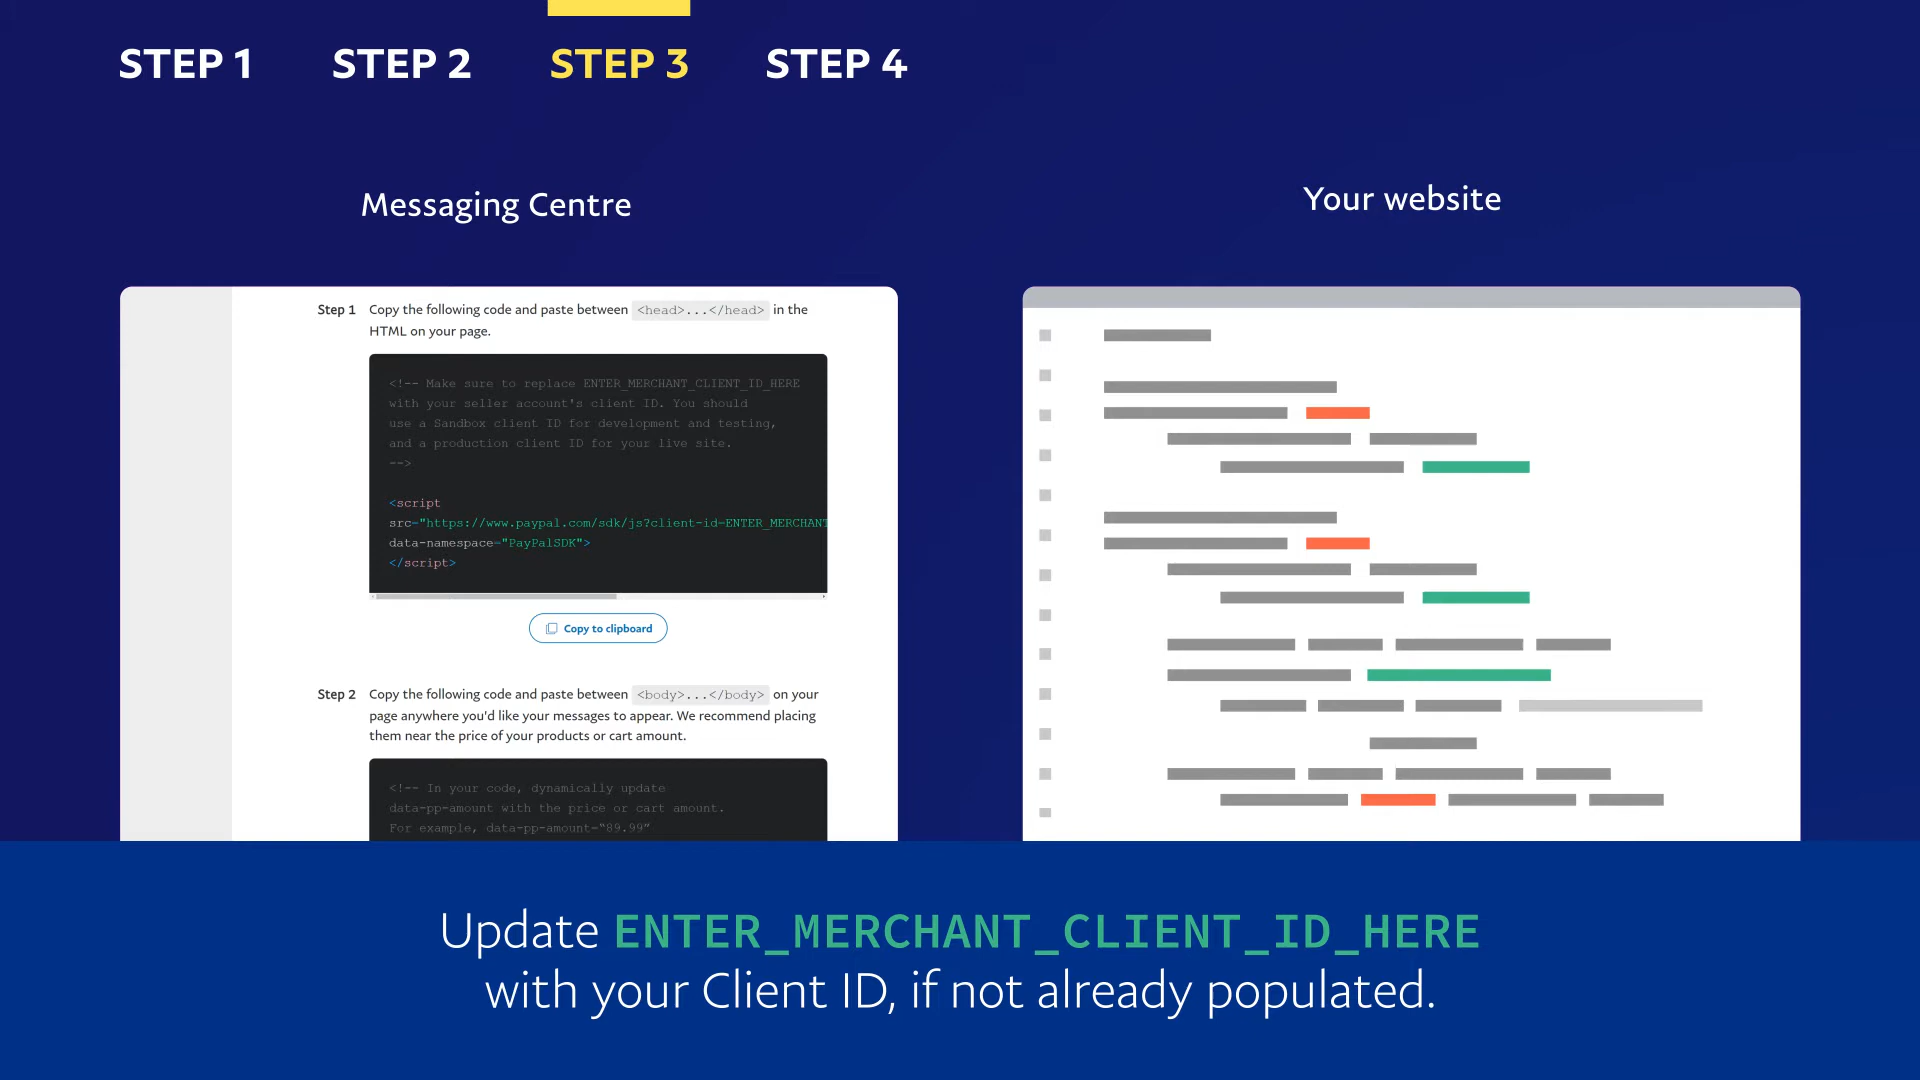 STEP 1
STEP 2
STEP 3
STEP 4
Messaging Centre
Your website
Step 1 Copy the following code and paste between <head>...</head> in the
HTML on your page.
<!-- Make sure to replace ENTER_MERCHANT_CLIENT_ID_HERE
with your seller account's client ID. You should
use a Sandbox client ID for development and testing,
and a production client ID for your live site.
-->
<script
src="https://www.paypal.com/sdk/js?client-id=ENTER_MERCHANT
data-namespace="PayPalSDK">
</script>
Copy to clipboard
Step 2 Copy the following code and paste between <body>...</body> on your
page anywhere you'd like your messages to appear. We recommend placing
them near the price of your products or cart amount.
<!-- In your code, dynamically update
data-pp-amount with the price or cart amount.
For example, data-pp-amount="89.99"
Update ENTER_MERCHANT_CLIENT_ID_HERE
with your Client ID, if not already populated.